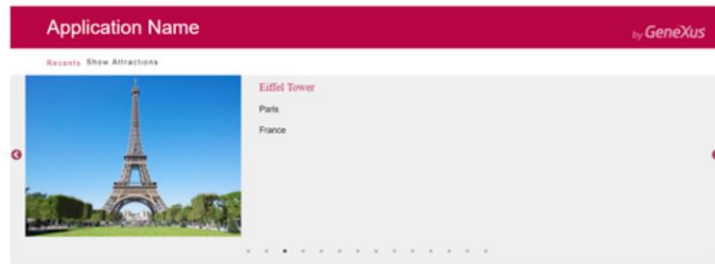 Application Name
by GeneXus
Recents Show Attractions
Eiffel Tower
Paris
France